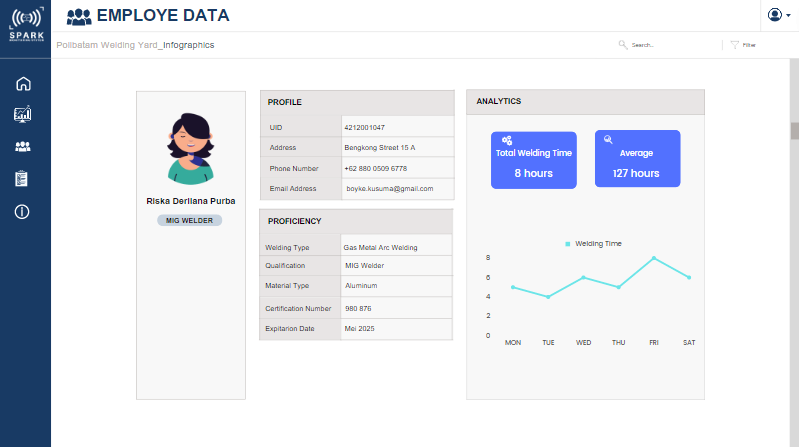 EMPLOYE DATA
SPARK
Polibatam Welding Yard_Infographics
Search..
Filter
Riska Derliana Purba
MIG WELDER
PROFILE
UID 4212001047
Address Bengkong Street 15 A
Phone Number +62 880 0509 6778
Email Address boyke.kusuma@gmail.com
PROFICIENCY
Welding Type Gas Metal Arc Welding
Qualification MIG Welder
Material Type Aluminum
Certification Number 980 876
Expitarion Date Mei 2025
ANALYTICS
Total Welding Time
8 hours
Average
127 hours
Welding Time
8
6
4
2
0
MON TUE WED THU FRI SAT